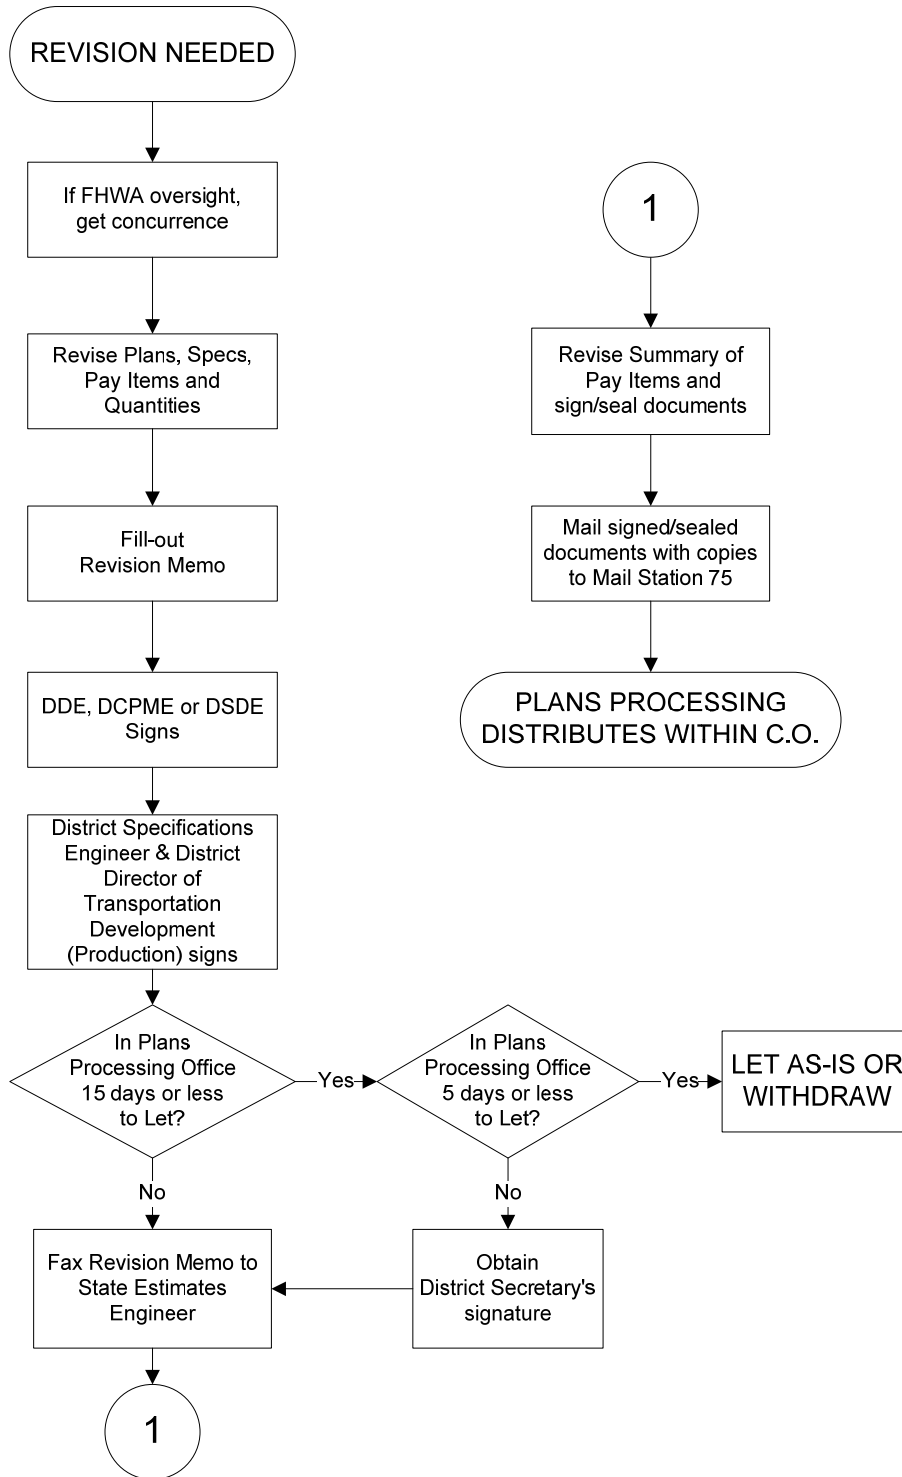 REVISION NEEDED
If FHWA oversight,
get concurrence
Revise Plans, Specs,
Pay Items and
Quantities
Fill-out
Revision Memo
DDE, DCPME or DSDE
Signs
District Specifications
Engineer & District
Director of
Transportation
Development
(Production) signs
In Plans
Processing Office
15 days or less
to Let?
Yes
In Plans
Processing Office
5 days or less
to Let?
Yes
LET AS-IS OR
WITHDRAW
No
No
Fax Revision Memo to
State Estimates
Engineer
Obtain
District Secretary's
signature
1
1
Revise Summary of
Pay Items and
sign/seal documents
Mail signed/sealed
documents with copies
to Mail Station 75
PLANS PROCESSING
DISTRIBUTES WITHIN C.O.